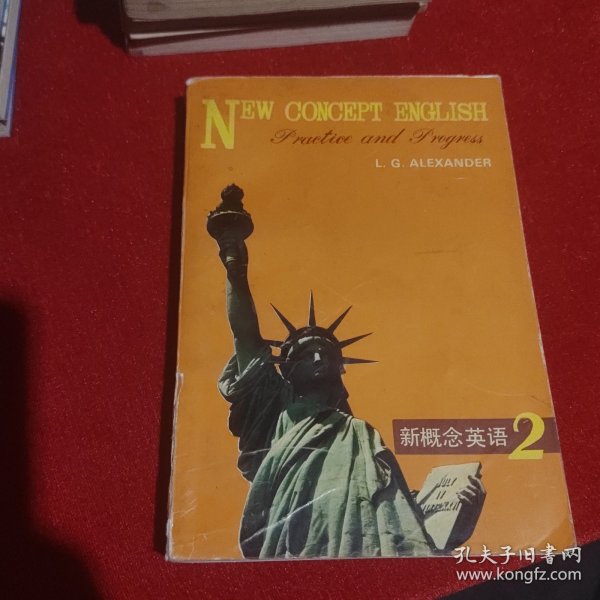 NEW CONCEPT ENGLISH
Practice and Progress
L. G. ALEXANDER
新概念英语2
JULY
孔夫子旧书网
www.kongfz.com